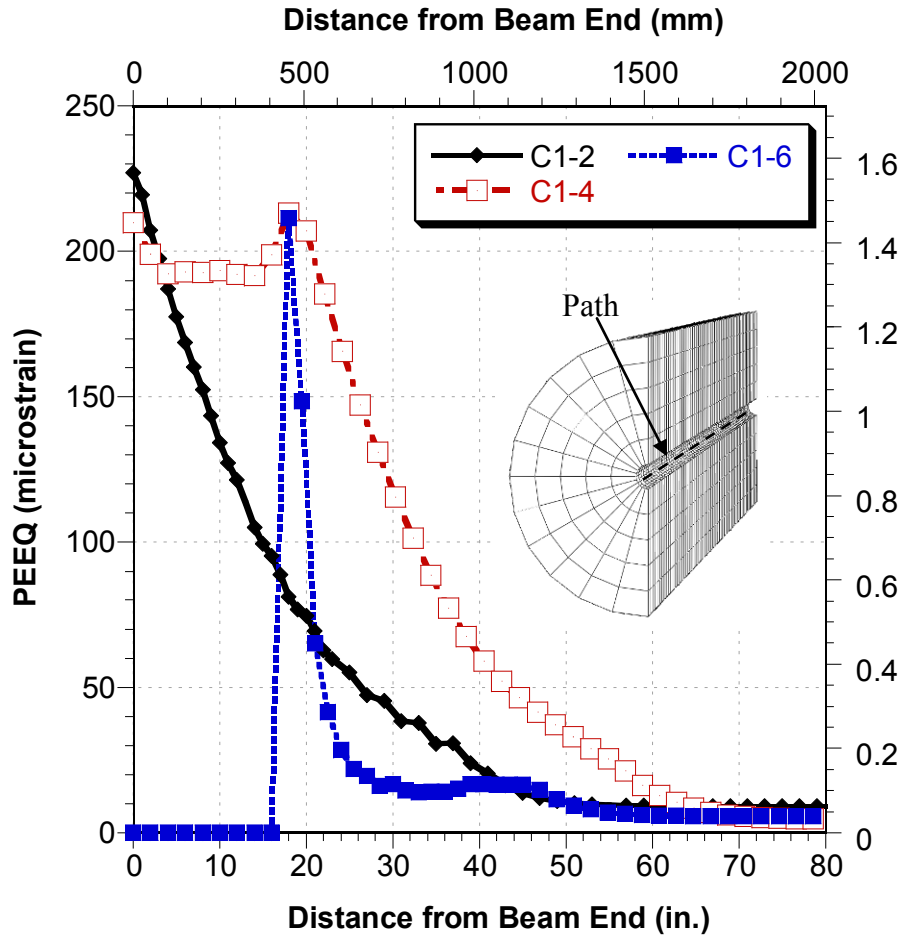 Distance from Beam End (mm)
0 500 1000 1500 2000
250
200
150
100
50
0
PEEQ (microstrain)
C1-2 C1-6
C1-4
Path
1.6
1.4
1.2
1
0.8
0.6
0.4
0.2
0
0 10 20 30 40 50 60 70 80
Distance from Beam End (in.)